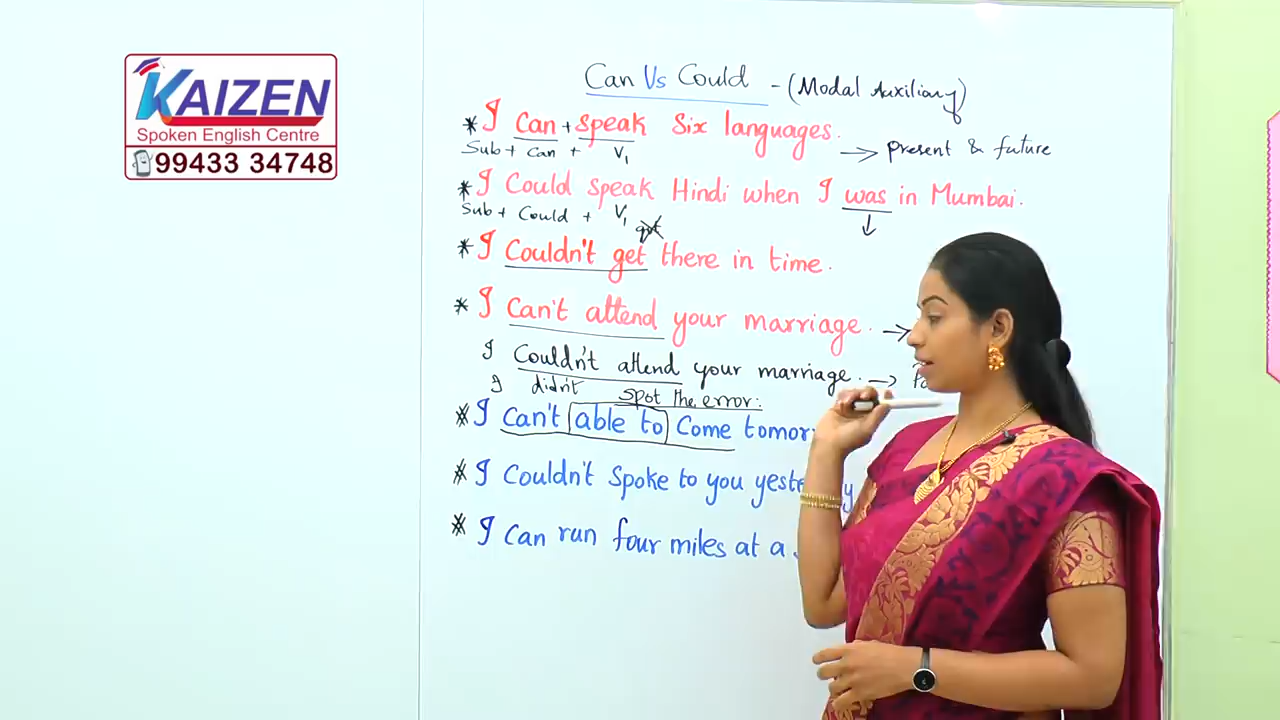 KAIZEN
Spoken English Centre
99433 34748
Can Vs Could - (Modal Auxiliary)
* I Can + speak Six languages.
Sub + Can + V1 → Present & future
* I Could speak Hindi when I was in Mumbai.
Sub + Could + V1
got
* I Couldn't get there in time.
* I Can't attend your marriage. →
I Couldn't attend your marriage. →
I didn't
Spot the error:
* I Can't able to Come
* I Couldn't Spoke to you
* I Can run four miles at a